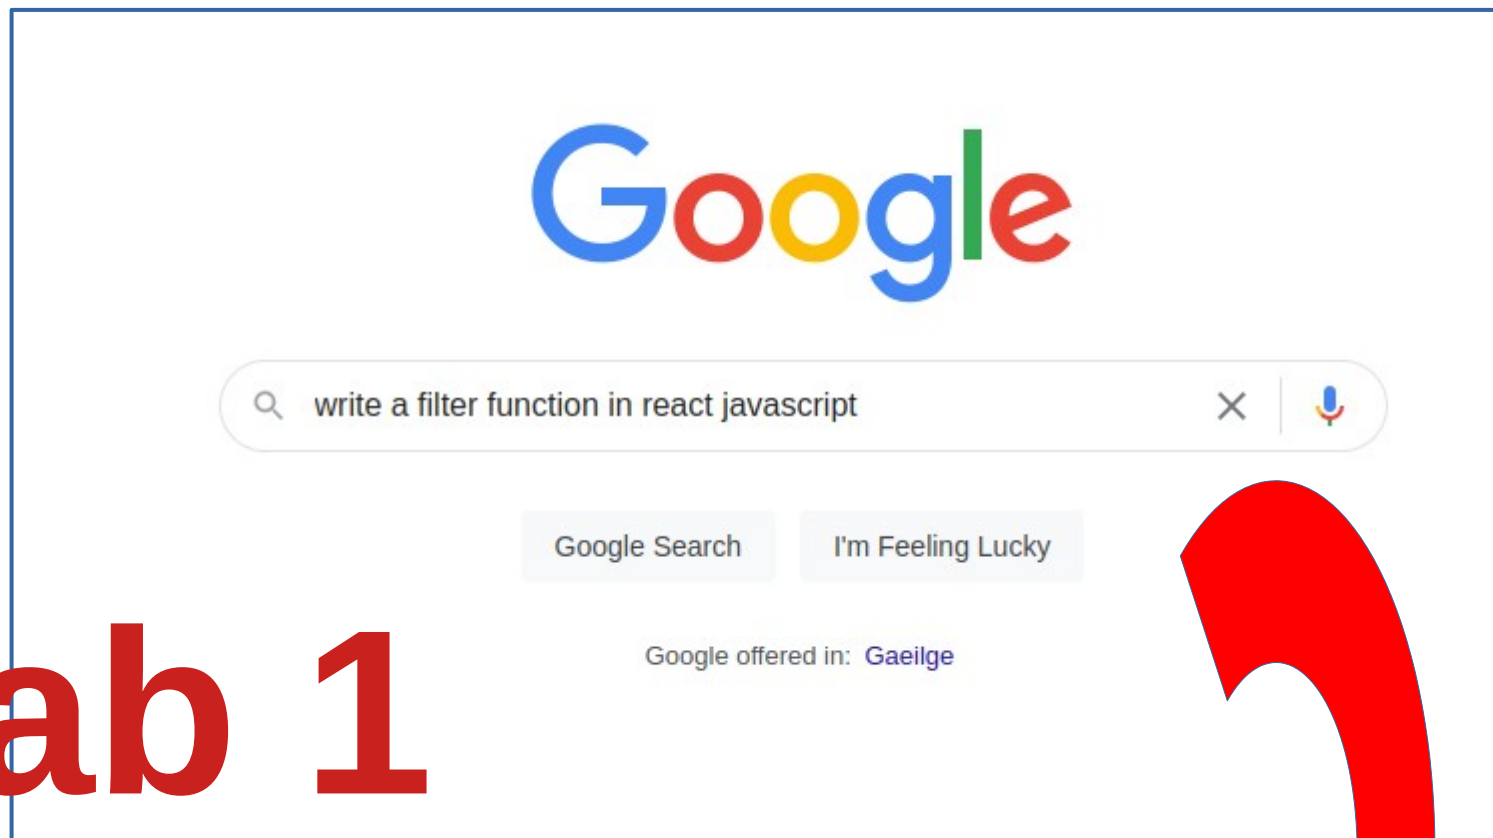 Google
write a filter function in react javascript
Google Search
I'm Feeling Lucky
Google offered in: Gaeilge
ab 1